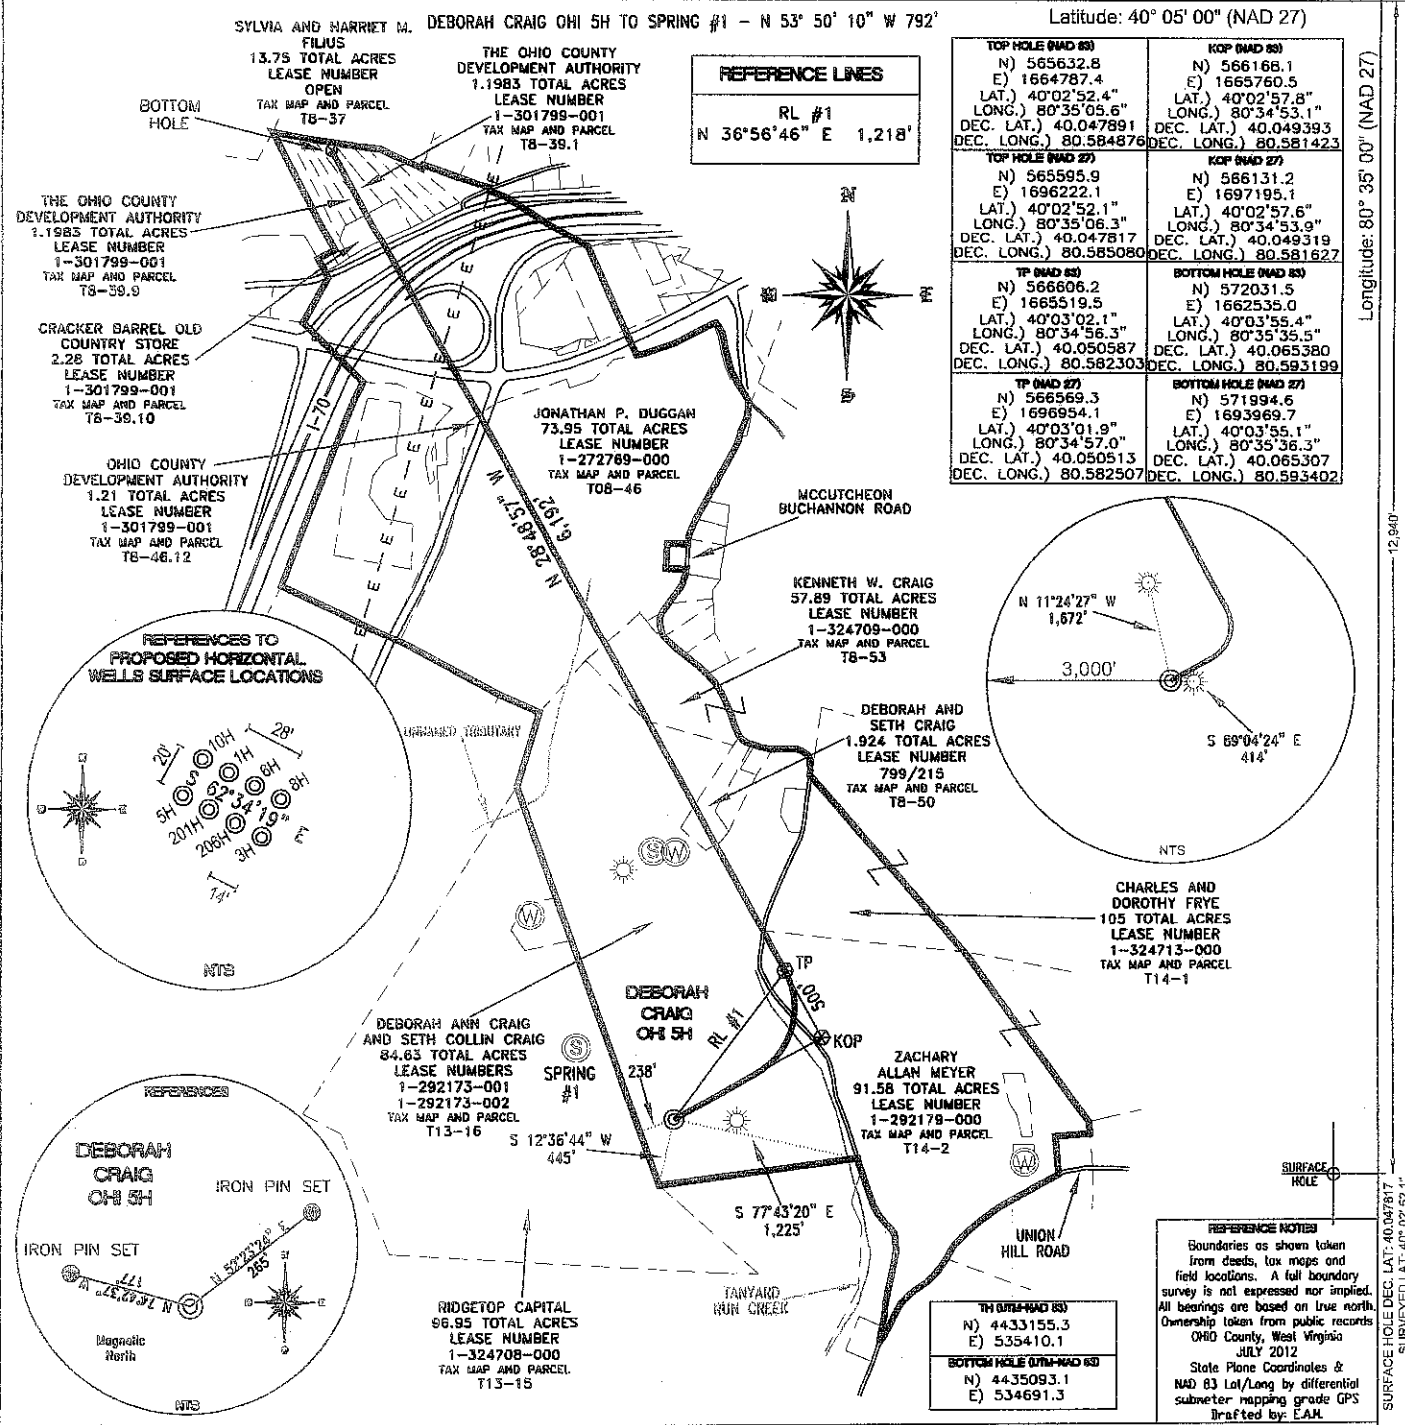 DEBORAH CRAIG OHI 5H TO SPRING #1 - N 53° 50' 10" W 792'
Latitude: 40° 05' 00" (NAD 27)
Longitude: 80° 35' 00" (NAD 27)
SYLVIA AND HARRIET M.
FILIUS
13.75 TOTAL ACRES
LEASE NUMBER
OPEN
TAX MAP AND PARCEL
T8-37
THE OHIO COUNTY
DEVELOPMENT AUTHORITY
1.1983 TOTAL ACRES
LEASE NUMBER
1-301799-001
TAX MAP AND PARCEL
T8-39.1
REFERENCE LINES
RL #1
N 36°56'46" E 1,218'
BOTTOM
HOLE
THE OHIO COUNTY
DEVELOPMENT AUTHORITY
1.1983 TOTAL ACRES
LEASE NUMBER
1-301799-001
TAX MAP AND PARCEL
T8-39.9
CRACKER BARREL OLD
COUNTRY STORE
2.28 TOTAL ACRES
LEASE NUMBER
1-301799-001
TAX MAP AND PARCEL
T8-39.10
OHIO COUNTY
DEVELOPMENT AUTHORITY
1.21 TOTAL ACRES
LEASE NUMBER
1-301799-001
TAX MAP AND PARCEL
T8-46.12
I-70
TOP HOLE (NAD 83)
N) 565632.8
E) 1664787.4
LAT.) 40°02'52.4"
LONG.) 80°35'05.6"
DEC. LAT.) 40.047891
DEC. LONG.) 80.584876
KOP (NAD 83)
N) 566168.1
E) 1665760.5
LAT.) 40°02'57.8"
LONG.) 80°34'53.1"
DEC. LAT.) 40.049393
DEC. LONG.) 80.581423
TOP HOLE (NAD 27)
N) 565595.9
E) 1696222.1
LAT.) 40°02'52.1"
LONG.) 80°35'06.3"
DEC. LAT.) 40.047817
DEC. LONG.) 80.585080
KOP (NAD 27)
N) 566131.2
E) 1697195.1
LAT.) 40°02'57.6"
LONG.) 80°34'53.9"
DEC. LAT.) 40.049319
DEC. LONG.) 80.581627
TP (NAD 83)
N) 566606.2
E) 1665519.5
LAT.) 40°03'02.1"
LONG.) 80°34'56.3"
DEC. LAT.) 40.050587
DEC. LONG.) 80.582303
BOTTOM HOLE (NAD 83)
N) 572031.5
E) 1662535.0
LAT.) 40°03'55.4"
LONG.) 80°35'35.5"
DEC. LAT.) 40.065380
DEC. LONG.) 80.593199
TP (NAD 27)
N) 566569.3
E) 1696954.1
LAT.) 40°03'01.9"
LONG.) 80°34'57.0"
DEC. LAT.) 40.050513
DEC. LONG.) 80.582507
BOTTOM HOLE (NAD 27)
N) 571994.6
E) 1693969.7
LAT.) 40°03'55.1"
LONG.) 80°35'36.3"
DEC. LAT.) 40.065307
DEC. LONG.) 80.593402
JONATHAN P. DUGGAN
73.95 TOTAL ACRES
LEASE NUMBER
1-272769-000
TAX MAP AND PARCEL
T08-46
N 28°48'57" W
6,192'
MCCUTCHEON
BUCHANNON ROAD
KENNETH W. CRAIG
57.89 TOTAL ACRES
LEASE NUMBER
1-324709-000
TAX MAP AND PARCEL
T8-53
DEBORAH AND
SETH CRAIG
1.924 TOTAL ACRES
LEASE NUMBER
799/215
TAX MAP AND PARCEL
T8-50
N 11°24'27" W
1,672'
3,000'
S 69°04'24" E
414'
NTS
12,940'
REFERENCES TO
PROPOSED HORIZONTAL
WELLS SURFACE LOCATIONS
20'
28'
10H
1H
6H
8H
5H
201H
206H
3H
S 62°34'19" E
14'
NTS
UNNAMED TRIBUTARY
S
W
W
CHARLES AND
DOROTHY FRYE
105 TOTAL ACRES
LEASE NUMBER
1-324713-000
TAX MAP AND PARCEL
T14-1
TP
500'
KOP
RL #1
DEBORAH
CRAIG
OHI 5H
DEBORAH ANN CRAIG
AND SETH COLLIN CRAIG
84.63 TOTAL ACRES
LEASE NUMBERS
1-292173-001
1-292173-002
TAX MAP AND PARCEL
T13-16
S
SPRING
#1
238'
S 12°36'44" W
445'
ZACHARY
ALLAN MEYER
91.58 TOTAL ACRES
LEASE NUMBER
1-292179-000
TAX MAP AND PARCEL
T14-2
W
S 77°43'20" E
1,225'
UNION
HILL ROAD
TANYARD
RUN CREEK
REFERENCES
DEBORAH
CRAIG
OHI 5H
IRON PIN SET
IRON PIN SET
N 52°23'24" E
265'
N 74°42'37" W
177'
Magnetic
North
NTS
RIDGETOP CAPITAL
96.95 TOTAL ACRES
LEASE NUMBER
1-324708-000
TAX MAP AND PARCEL
T13-15
TH (UTM-NAD 83)
N) 4433155.3
E) 535410.1
BOTTOM HOLE (UTM-NAD 83)
N) 4435093.1
E) 534691.3
SURFACE
HOLE
REFERENCE NOTES
Boundaries as shown taken
from deeds, tax maps and
field locations. A full boundary
survey is not expressed nor implied.
All bearings are based on true north.
Ownership taken from public records
OHIO County, West Virginia
JULY 2012
State Plane Coordinates &
NAD 83 Lat/Long by differential
submeter mapping grade GPS
Drafted by: E.A.H.
SURFACE HOLE DEC. LAT: 40.047817